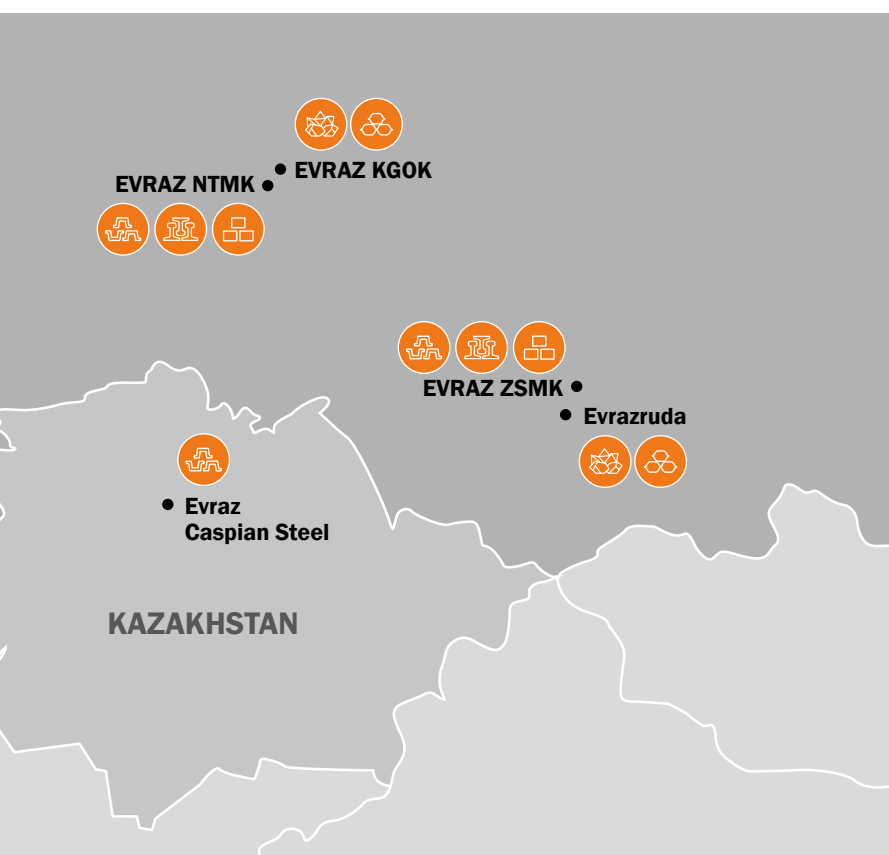 EVRAZ KGOK
EVRAZ NTMK
EVRAZ ZSMK
Evrazruda
Evraz
Caspian Steel
KAZAKHSTAN